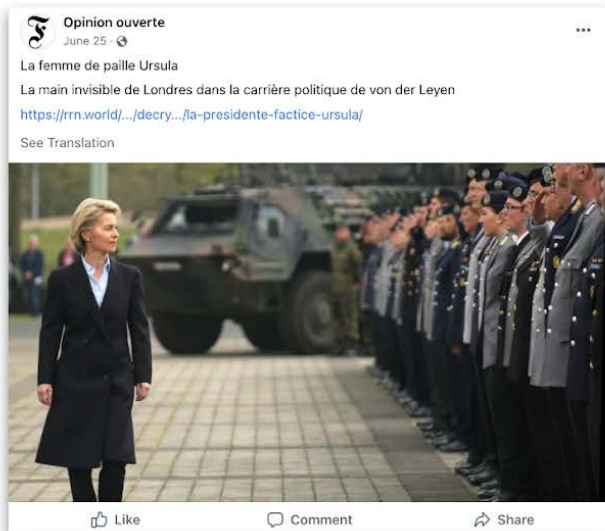 Opinion ouverte
June 25
La femme de paille Ursula
La main invisible de Londres dans la carrière politique de von der Leyen
https://rrn.world/.../decry.../la-presidente-factice-ursula/
See Translation
Like Comment Share